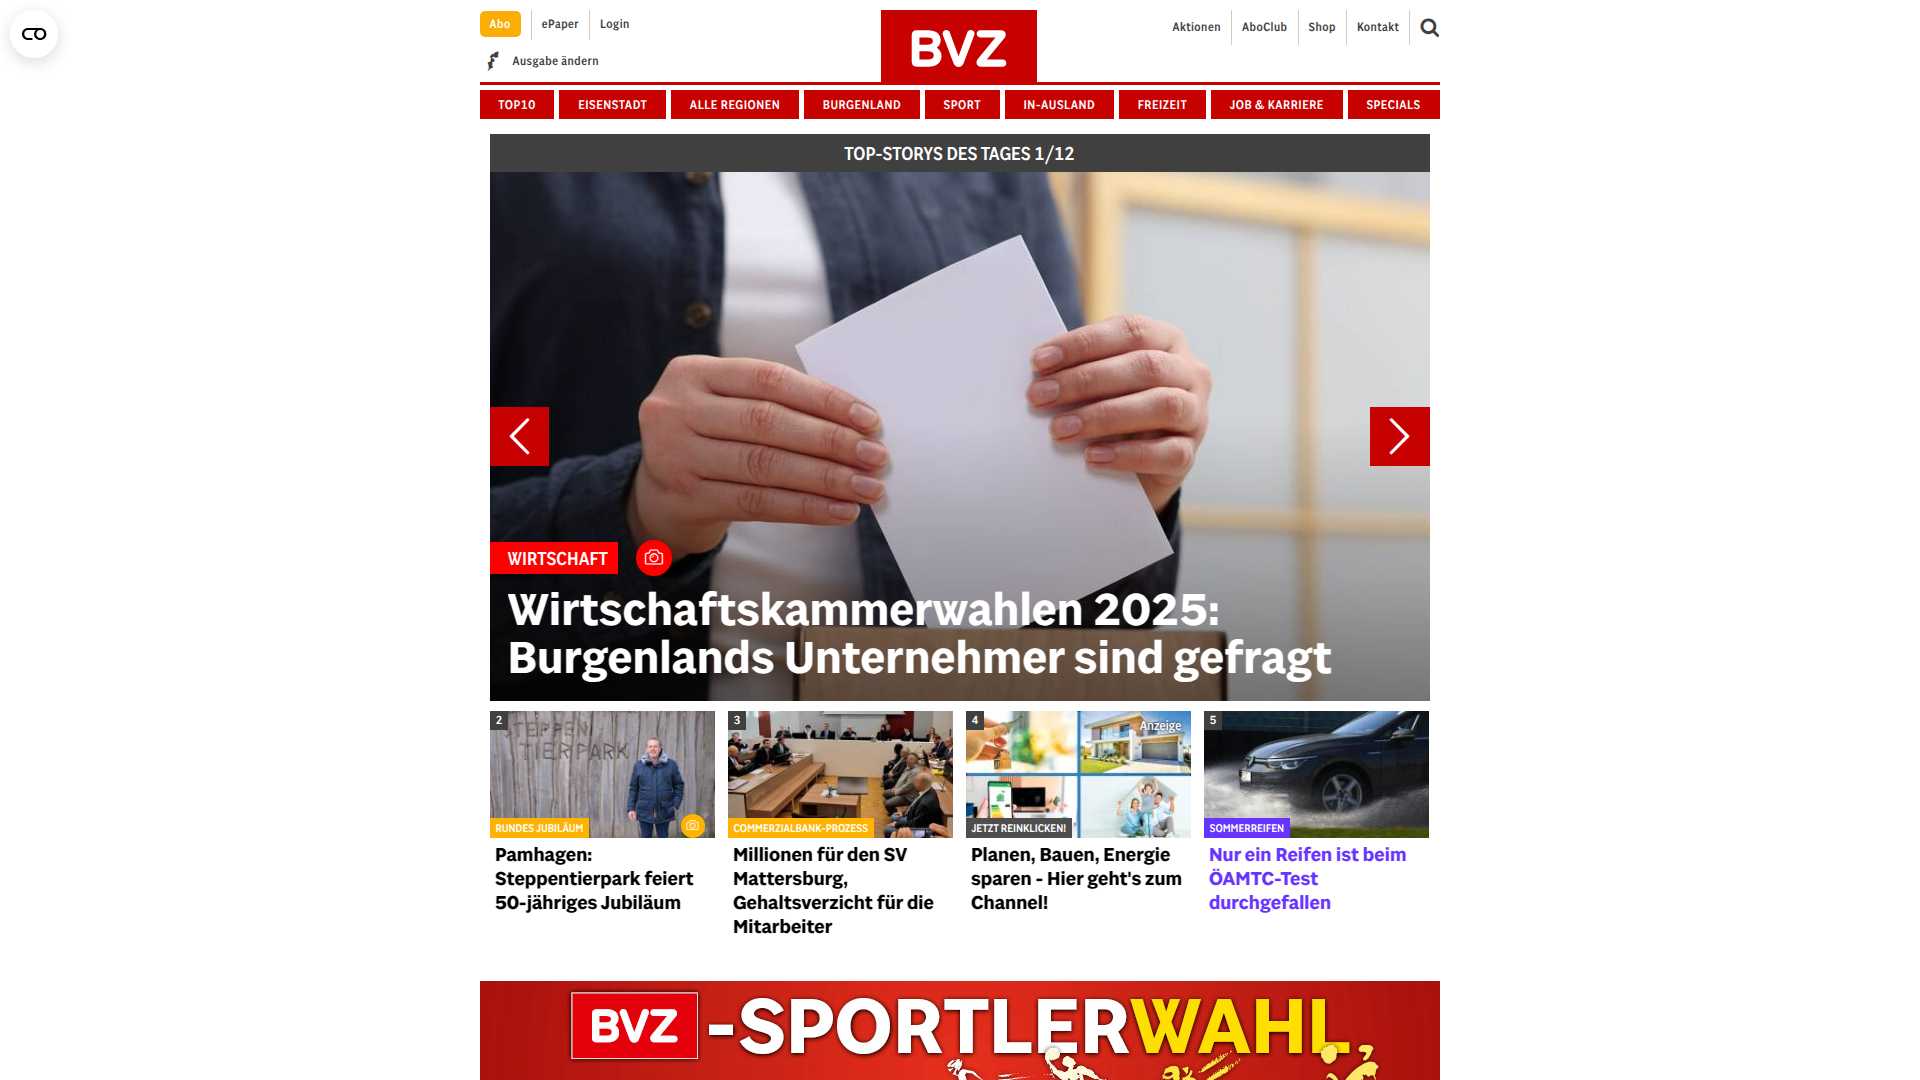 Abo
ePaper
Login
Ausgabe ändern
BVZ
Aktionen
AboClub
Shop
Kontakt
TOP10
EISENSTADT
ALLE REGIONEN
BURGENLAND
SPORT
IN-AUSLAND
FREIZEIT
JOB & KARRIERE
SPECIALS
TOP-STORYS DES TAGES 1/12
WIRTSCHAFT
Wirtschaftskammerwahlen 2025:
Burgenlands Unternehmer sind gefragt
2
STEPPEN
TIERPARK
RUNDES JUBILÄUM
Pamhagen:
Steppentierpark feiert
50-jähriges Jubiläum
3
COMMERZIALBANK-PROZESS
Millionen für den SV
Mattersburg,
Gehaltsverzicht für die
Mitarbeiter
4
Anzeige
JETZT REINKLICKEN!
Planen, Bauen, Energie
sparen - Hier geht's zum
Channel!
5
SOMMERREIFEN
Nur ein Reifen ist beim
ÖAMTC-Test
durchgefallen
BVZ-SPORTLERWAHL